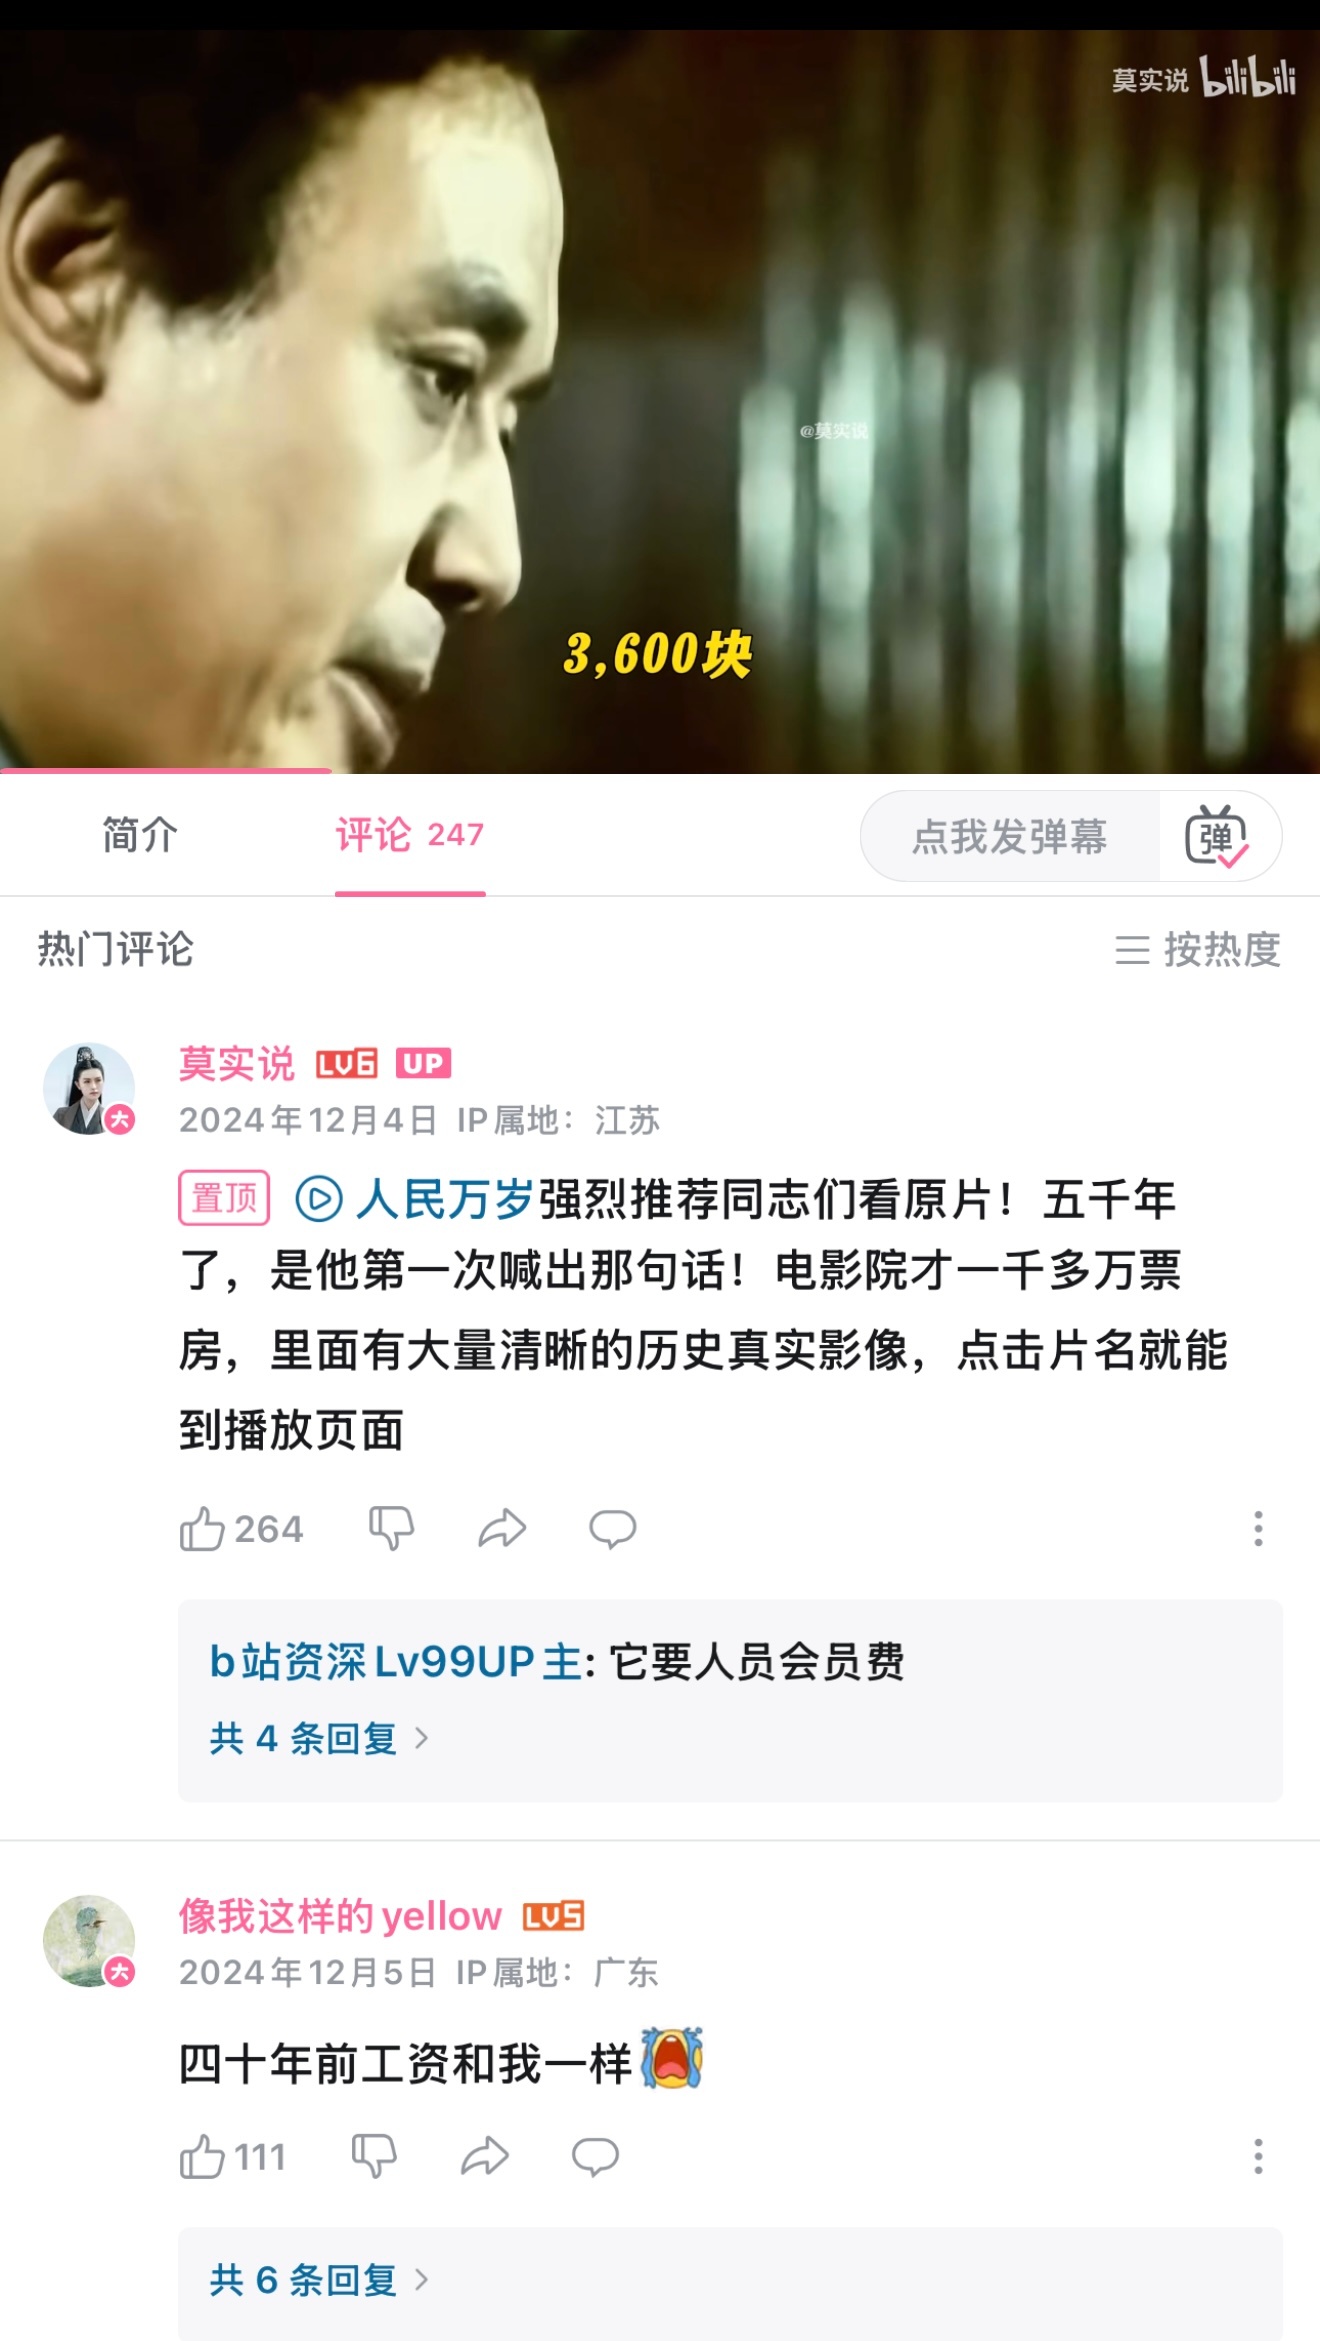 莫实说 bilibili
@莫实说
3,600块
简介 评论 247 点我发弹幕 弹
热门评论 按热度
莫实说 LV6 UP
大
2024年12月4日 IP属地：江苏
置顶 人民万岁强烈推荐同志们看原片！五千年
了，是他第一次喊出那句话！电影院才一千多万票
房，里面有大量清晰的历史真实影像，点击片名就能
到播放页面
264
b站资深Lv99UP主: 它要人员会员费
共 4 条回复 >
像我这样的yellow LV5
大
2024年12月5日 IP属地：广东
四十年前工资和我一样😭
111
共 6 条回复 >